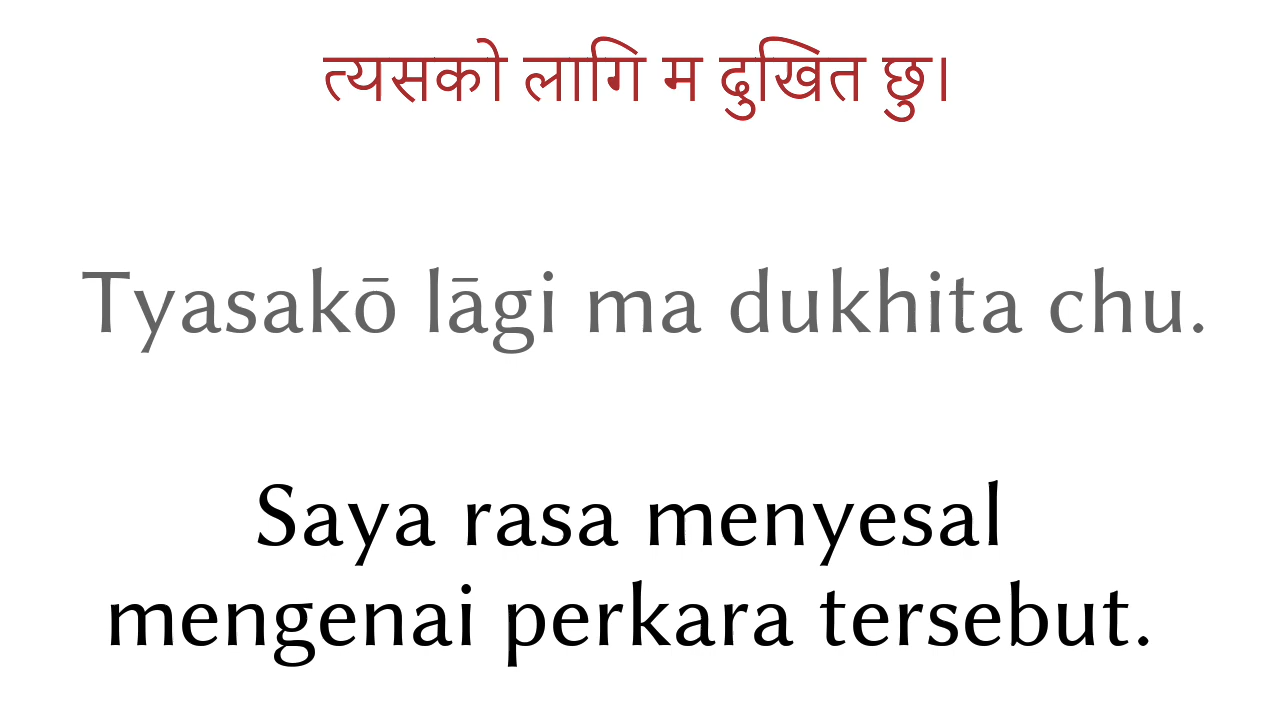 त्यसको लागि म दुखित छु।
Tyasakō lāgi ma dukhita chu.
Saya rasa menyesal
mengenai perkara tersebut.